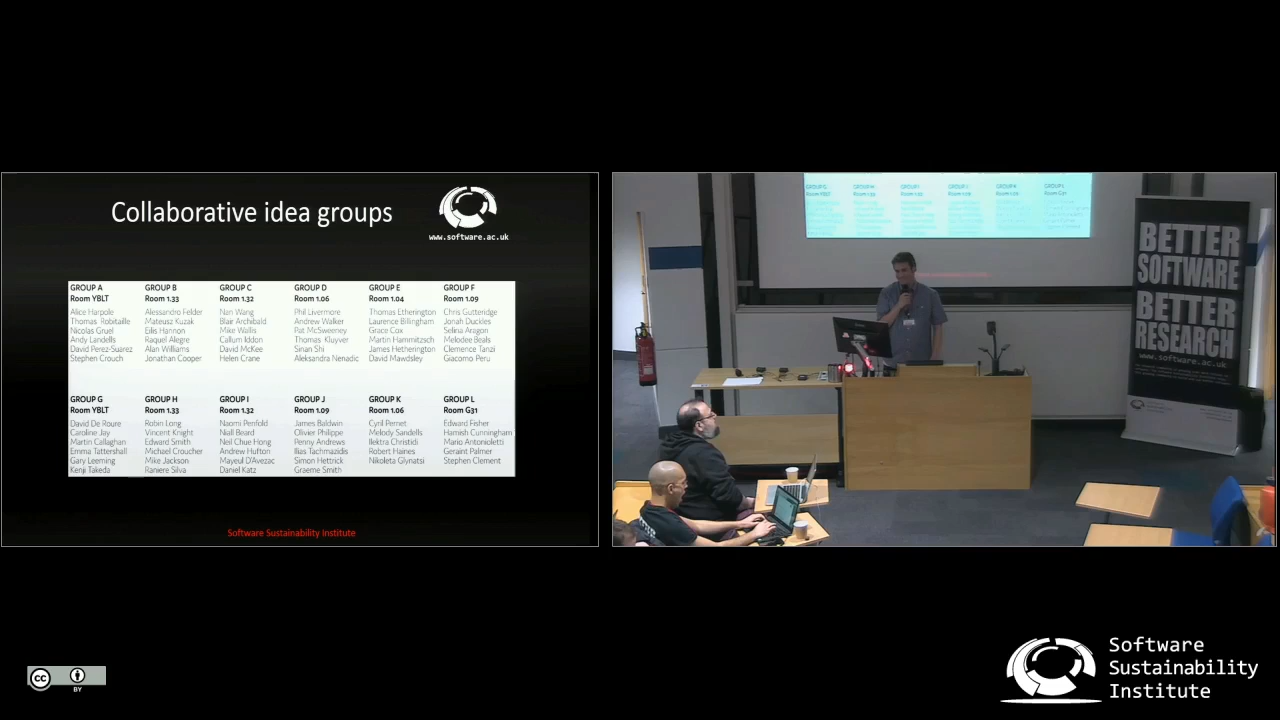 Collaborative idea groups
www.software.ac.uk
GROUP A GROUP B GROUP C GROUP D GROUP E GROUP F
Room YBLT Room 1.33 Room 1.32 Room 1.06 Room 1.04 Room 1.09
Alice Harpole Alessandro Felder Nan Wang Phil Livermore Thomas Etherington Chris Gutteridge
Thomas Robitaille Mateusz Kuzak Blair Archibald Andrew Walker Laurence Billingham Jonah Duckles
Nicolas Gruel Eilis Hannon Mike Wallis Pat McSweeney Grace Cox Selina Aragon
Andy Landells Raquel Alegre Callum Iddon Thomas Kluyver Martin Hammitzsch Melodee Beals
David Perez-Suarez Alan Williams David McKee Sinan Shi James Hetherington Clemence Tanzi
Stephen Crouch Jonathan Cooper Helen Crane Aleksandra Nenadic David Mawdsley Giacomo Peru
GROUP G GROUP H GROUP I GROUP J GROUP K GROUP L
Room YBLT Room 1.33 Room 1.32 Room 1.09 Room 1.06 Room G31
David De Roure Robin Long Naomi Penfold James Baldwin Cyril Pernet Edward Fisher
Caroline Jay Vincent Knight Niall Beard Olivier Philippe Melody Sandells Hamish Cunningham
Martin Callaghan Edward Smith Neil Chue Hong Penny Andrews Ilektra Christidi Mario Antonioletti
Emma Tattershall Michael Croucher Andrew Hufton Ilias Tachmazidis Robert Haines Geraint Palmer
Gary Leeming Mike Jackson Mayeul D'Avezac Simon Hettrick Nikoleta Glynatsi Stephen Clement
Kenji Takeda Raniere Silva Daniel Katz Graeme Smith
Software Sustainability Institute
BETTER
SOFTWARE
BETTER
RESEARCH
www.software.ac.uk
cc
BY
Software
Sustainability
Institute